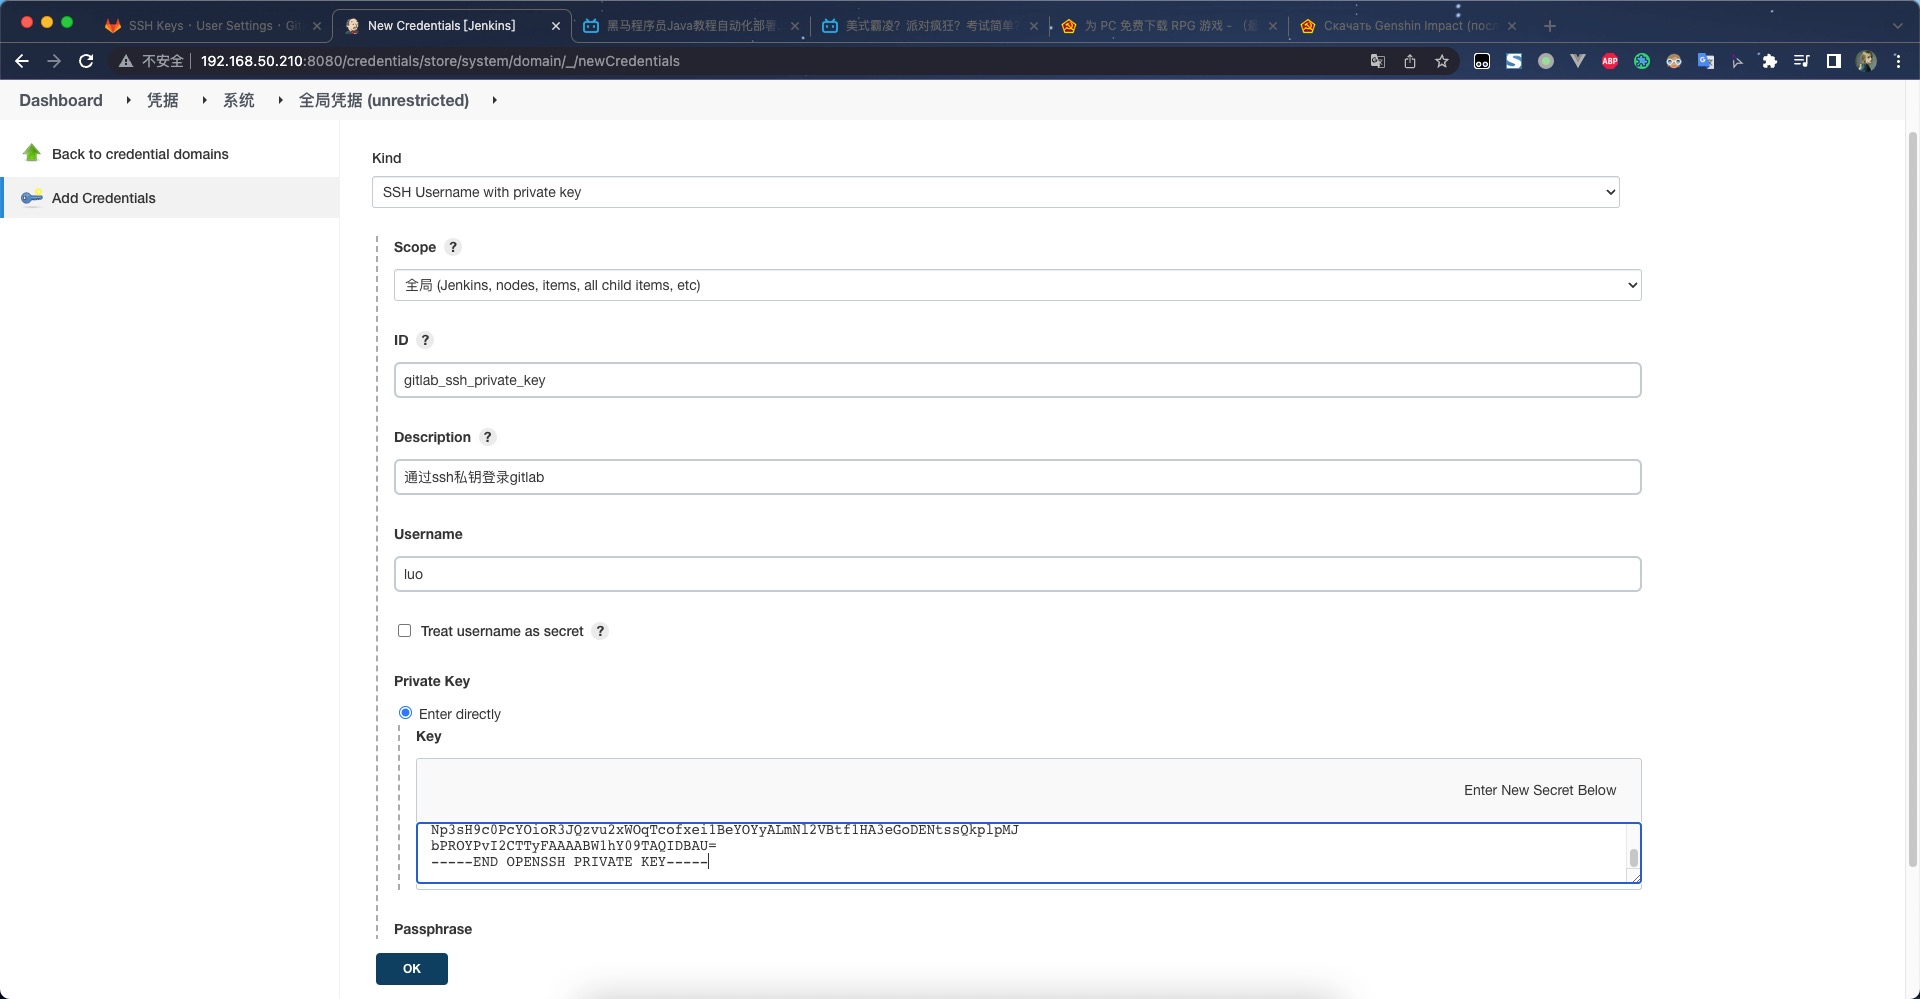 SSH Keys · User Settings · Git
New Credentials [Jenkins]
黑马程序员Java教程自动化部署
美式霸凌？派对疯狂？考试简单
为 PC 免费下载 RPG 游戏 -
Скачать Genshin Impact (посл
不安全
192.168.50.210:8080/credentials/store/system/domain/_/newCredentials
ABP
Dashboard
凭据
系统
全局凭据 (unrestricted)
Back to credential domains
Add Credentials
Kind
SSH Username with private key
Scope ?
全局 (Jenkins, nodes, items, all child items, etc)
ID ?
gitlab_ssh_private_key
Description ?
通过ssh私钥登录gitlab
Username
luo
Treat username as secret ?
Private Key
Enter directly
Key
Enter New Secret Below
Np3sH9c0PcYOioR3JQzvu2xWOqTcofxei1BeYOYyALmNl2VBtf1HA3eGoDENtssQkplpMJ
bPROYPvI2CTTyFAAAABW1hY09TAQIDBAU=
-----END OPENSSH PRIVATE KEY-----
Passphrase
OK